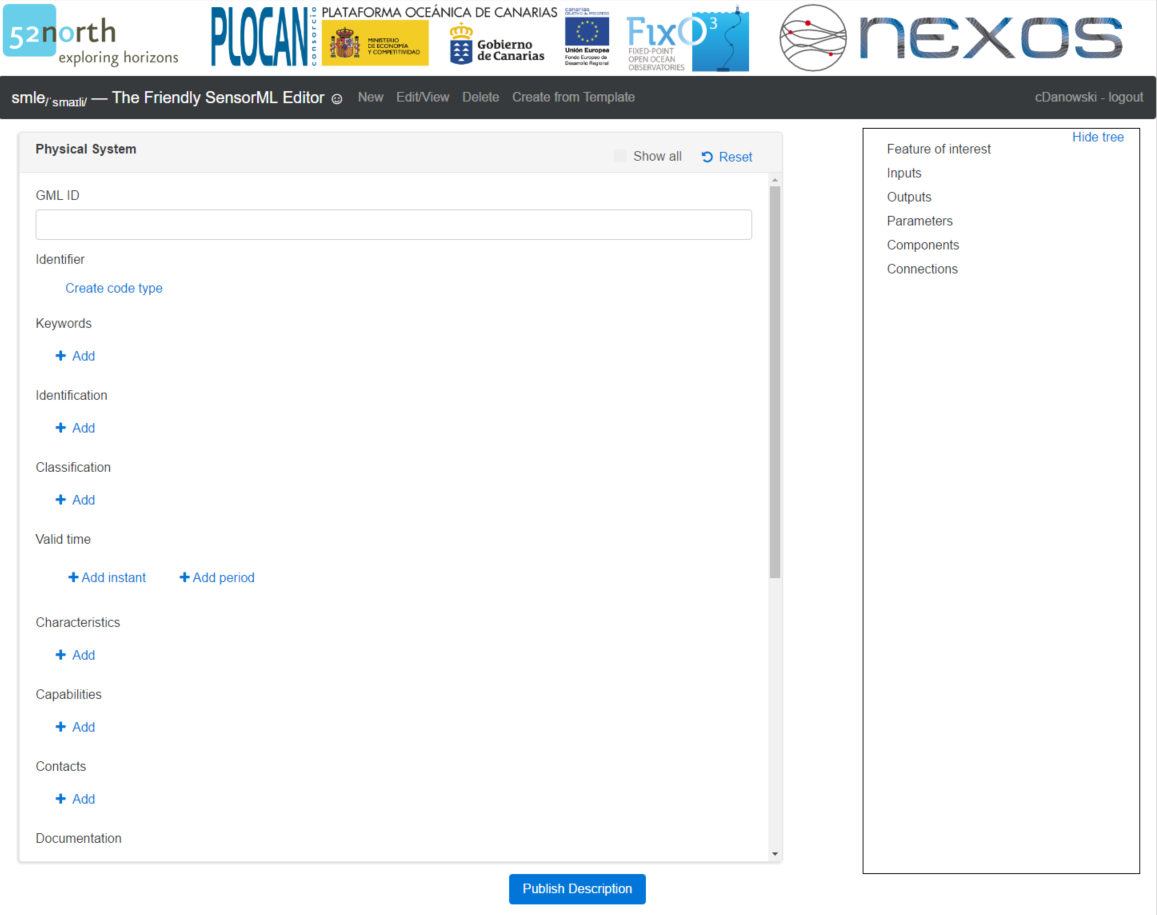 52north
exploring horizons
PLOCAN
consorcio
PLATAFORMA OCEÁNICA DE CANARIAS
MINISTERIO
DE ECONOMÍA
Y COMPETITIVIDAD
Gobierno
de Canarias
Unión Europea
Fondo Europeo de
Desarrollo Regional
FixO3
FIXED-POINT
OPEN OCEAN
OBSERVATORIES
nexos
smle/ˈsmaɪli/ — The Friendly SensorML Editor ☺ New Edit/View Delete Create from Template cDanowski - logout
Physical System
Show all Reset
GML ID
Identifier
Create code type
Keywords
+ Add
Identification
+ Add
Classification
+ Add
Valid time
+ Add instant + Add period
Characteristics
+ Add
Capabilities
+ Add
Contacts
+ Add
Documentation
Hide tree
Feature of interest
Inputs
Outputs
Parameters
Components
Connections
Publish Description